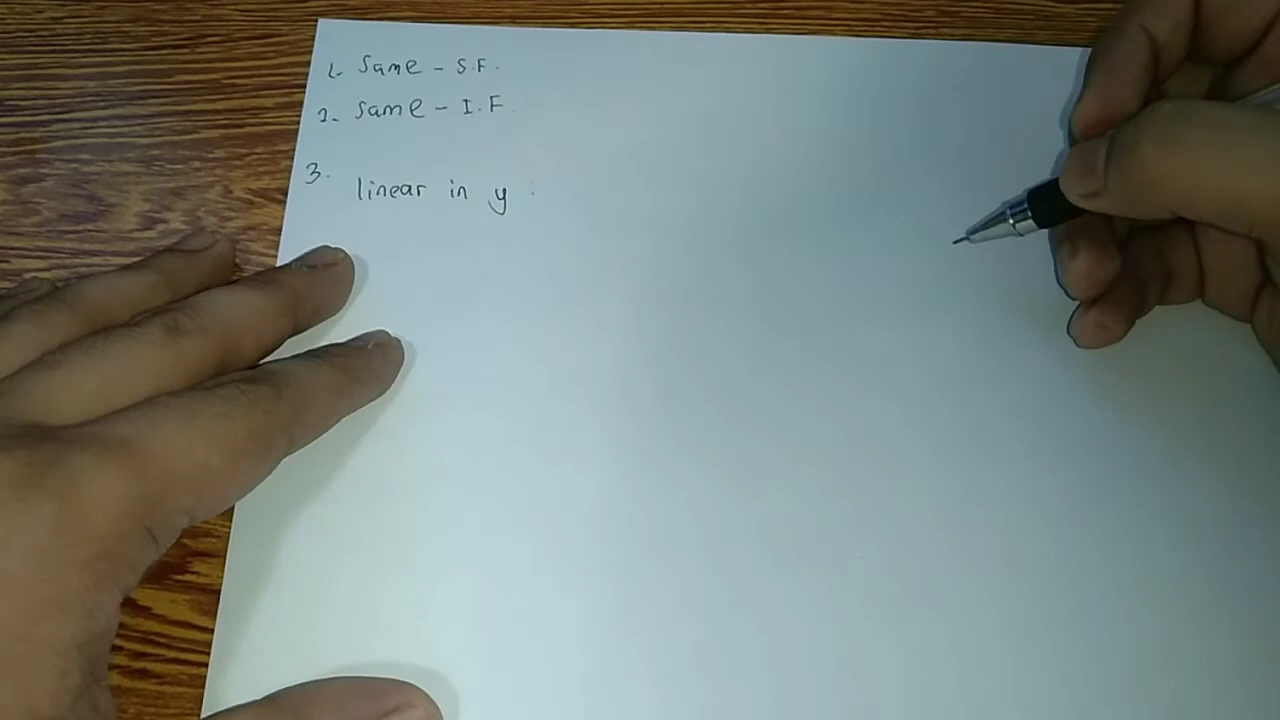 1. Same - S.F.
2. Same - I.F.
3. linear in y :